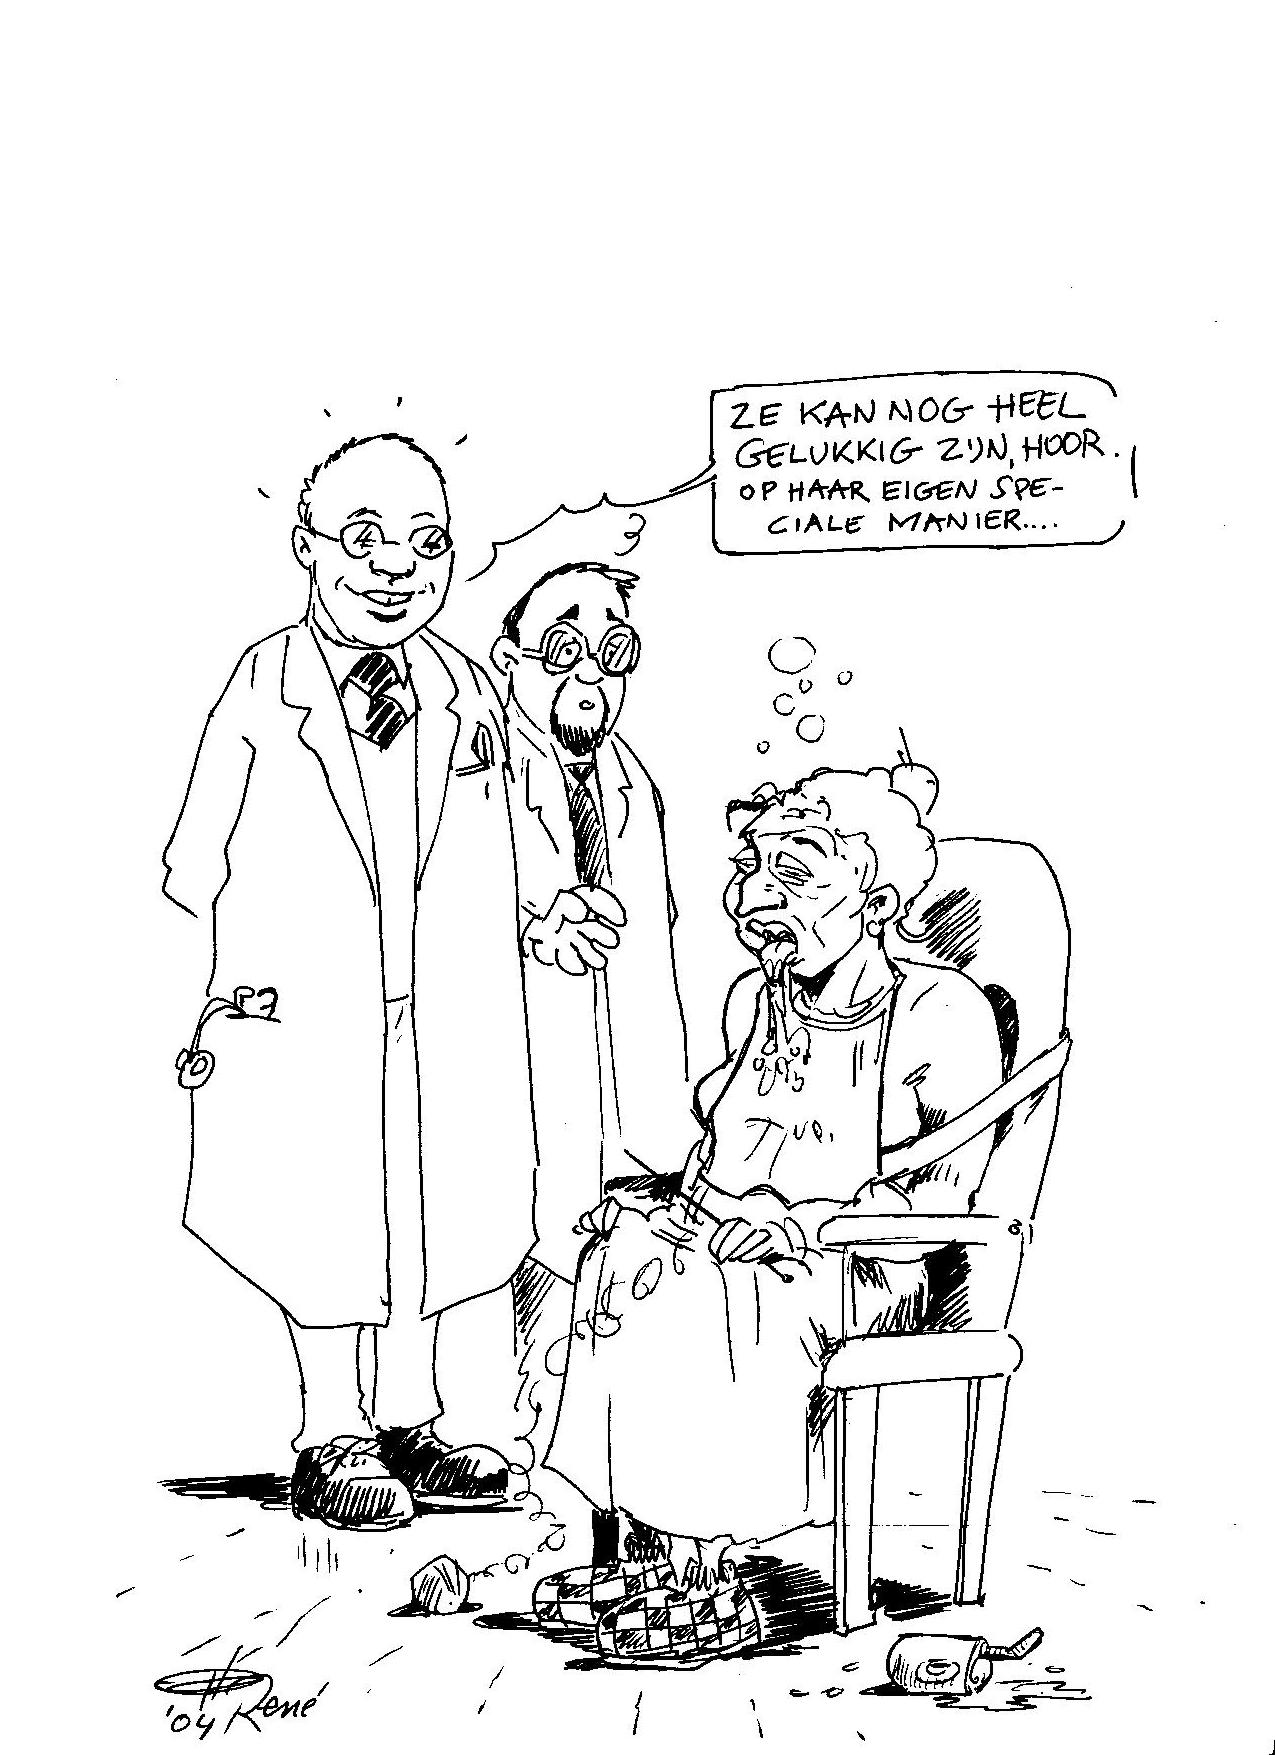 ZE KAN NOG HEEL
GELUKKIG ZIJN, HOOR.
OP HAAR EIGEN SPE-
CIALE MANIER....
'04 René